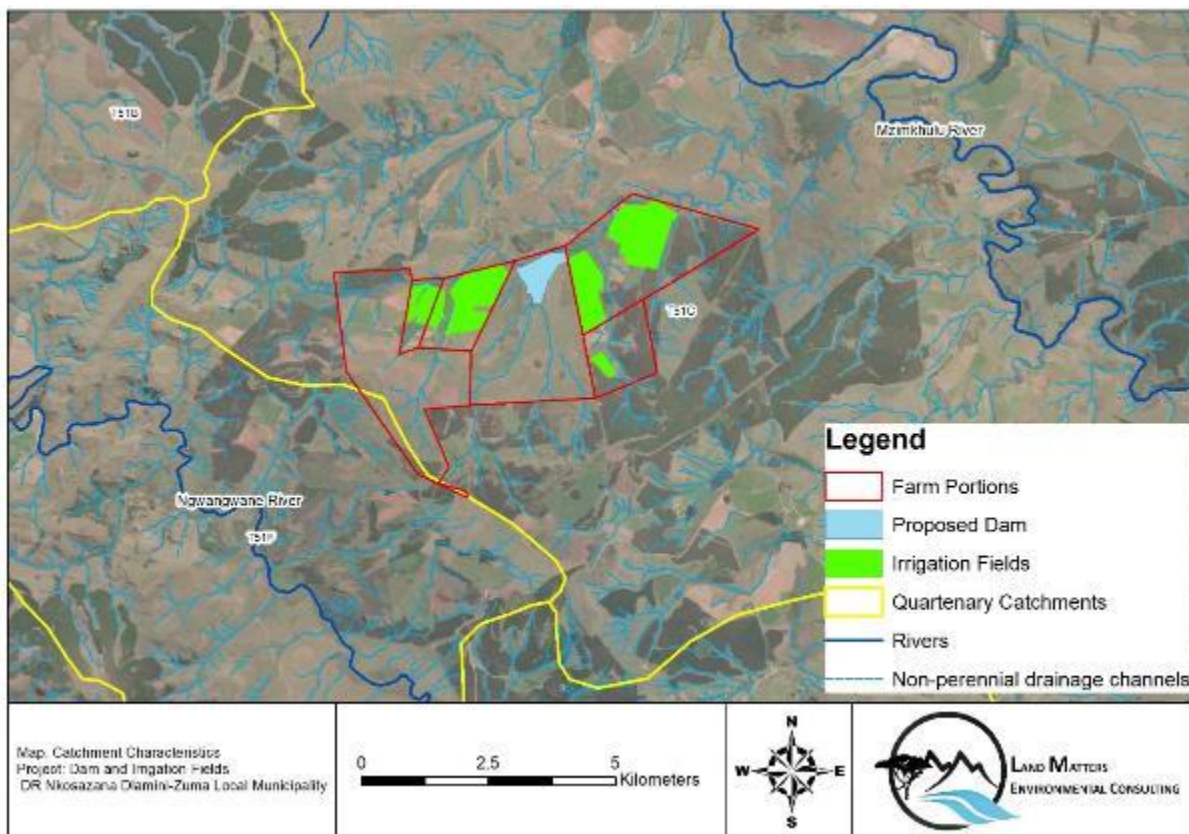 T51B
Mzimkhulu River
T51C
Ngwangwane River
T51F
Legend
Farm Portions
Proposed Dam
Irrigation Fields
Quartenary Catchments
Rivers
Non-perennial drainage channels
Map. Catchment Characteristics
Project: Dam and Irrigation Fields
DR Nkosazana Dlamini-Zuma Local Municipality
0 2.5 5
Kilometers
N
W E
S
LAND MATTERS
ENVIRONMENTAL CONSULTING